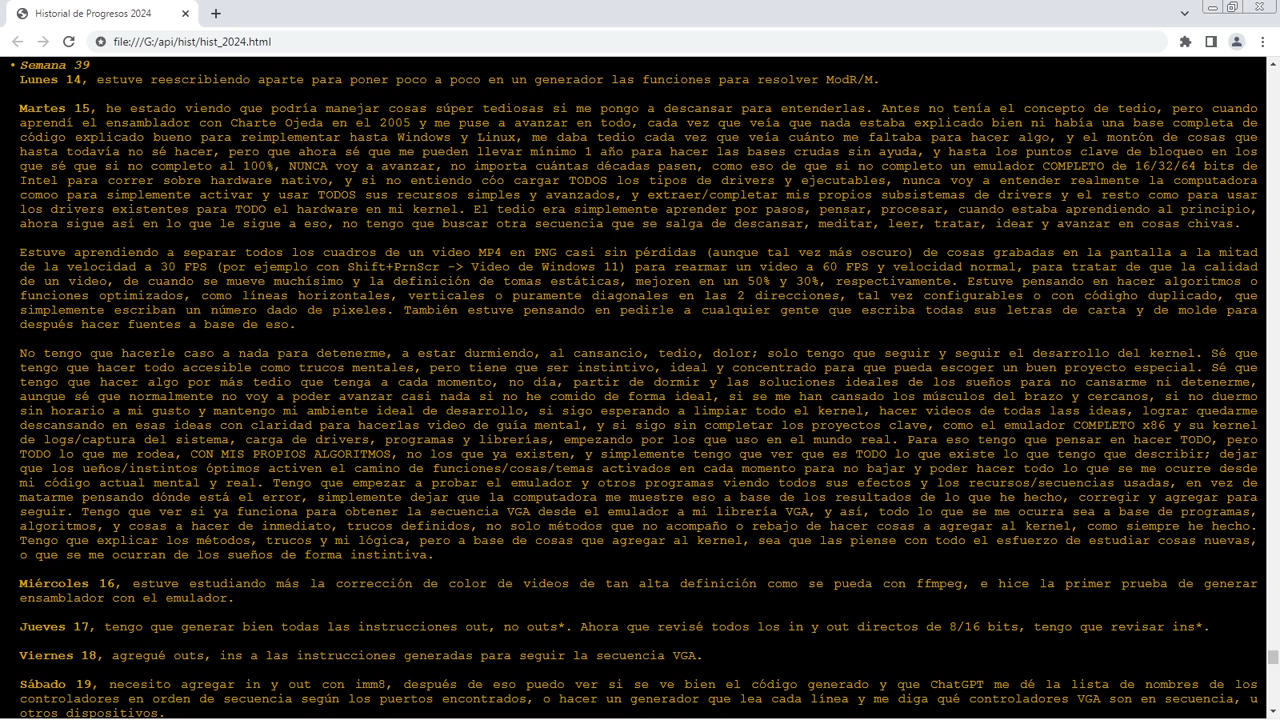 Historial de Progresos 2024
file:///G:/api/hist/hist_2024.html
• Semana 39
Lunes 14, estuve reescribiendo aparte para poner poco a poco en un generador las funciones para resolver ModR/M.
Martes 15, he estado viendo que podría manejar cosas súper tediosas si me pongo a descansar para entenderlas. Antes no tenía el concepto de tedio, pero cuando
aprendí el ensamblador con Charte Ojeda en el 2005 y me puse a avanzar en todo, cada vez que veía que nada estaba explicado bien ni había una base completa de
código explicado bueno para reimplementar hasta Windows y Linux, me daba tedio cada vez que veía cuánto me faltaba para hacer algo, y el montón de cosas que
hasta todavía no sé hacer, pero que ahora sé que me pueden llevar mínimo 1 año para hacer las bases crudas sin ayuda, y hasta los puntos clave de bloqueo en los
que sé que si no completo al 100%, NUNCA voy a avanzar, no importa cuántas décadas pasen, como eso de que si no completo un emulador COMPLETO de 16/32/64 bits de
Intel para correr sobre hardware nativo, y si no entiendo cóo cargar TODOS los tipos de drivers y ejecutables, nunca voy a entender realmente la computadora
comoo para simplemente activar y usar TODOS sus recursos simples y avanzados, y extraer/completar mis propios subsistemas de drivers y el resto como para usar
los drivers existentes para TODO el hardware en mi kernel. El tedio era simplemente aprender por pasos, pensar, procesar, cuando estaba aprendiendo al principio,
ahora sigue así en lo que le sigue a eso, no tengo que buscar otra secuencia que se salga de descansar, meditar, leer, tratar, idear y avanzar en cosas chivas.
Estuve aprendiendo a separar todos los cuadros de un video MP4 en PNG casi sin pérdidas (aunque tal vez más oscuro) de cosas grabadas en la pantalla a la mitad
de la velocidad a 30 FPS (por ejemplo con Shift+PrnScr -> Video de Windows 11) para rearmar un video a 60 FPS y velocidad normal, para tratar de que la calidad
de un video, de cuando se mueve muchísimo y la definición de tomas estáticas, mejoren en un 50% y 30%, respectivamente. Estuve pensando en hacer algoritmos o
funciones optimizados, como líneas horizontales, verticales o puramente diagonales en las 2 direcciones, tal vez configurables o con códigho duplicado, que
simplemente escriban un número dado de pixeles. También estuve pensando en pedirle a cualquier gente que escriba todas sus letras de carta y de molde para
después hacer fuentes a base de eso.
No tengo que hacerle caso a nada para detenerme, a estar durmiendo, al cansancio, tedio, dolor; solo tengo que seguir y seguir el desarrollo del kernel. Sé que
tengo que hacer todo accesible como trucos mentales, pero tiene que ser instintivo, ideal y concentrado para que pueda escoger un buen proyecto especial. Sé que
tengo que hacer algo por más tedio que tenga a cada momento, no día, partir de dormir y las soluciones ideales de los sueños para no cansarme ni detenerme,
aunque sé que normalmente no voy a poder avanzar casi nada si no he comido de forma ideal, si se me han cansado los músculos del brazo y cercanos, si no duermo
sin horario a mi gusto y mantengo mi ambiente ideal de desarrollo, si sigo esperando a limpiar todo el kernel, hacer videos de todas lass ideas, lograr quedarme
descansando en esas ideas con claridad para hacerlas video de guía mental, y si sigo sin completar los proyectos clave, como el emulador COMPLETO x86 y su kernel
de logs/captura del sistema, carga de drivers, programas y librerías, empezando por los que uso en el mundo real. Para eso tengo que pensar en hacer TODO, pero
TODO lo que me rodea, CON MIS PROPIOS ALGORITMOS, no los que ya existen, y simplemente tengo que ver que es TODO lo que existe lo que tengo que describir; dejar
que los ueños/instintos óptimos activen el camino de funciones/cosas/temas activados en cada momento para no bajar y poder hacer todo lo que se me ocurre desde
mi código actual mental y real. Tengo que empezar a probar el emulador y otros programas viendo todos sus efectos y los recursos/secuencias usadas, en vez de
matarme pensando dónde está el error, simplemente dejar que la computadora me muestre eso a base de los resultados de lo que he hecho, corregir y agregar para
seguir. Tengo que ver si ya funciona para obtener la secuencia VGA desde el emulador a mi librería VGA, y así, todo lo que se me ocurra sea a base de programas,
algoritmos, y cosas a hacer de inmediato, trucos definidos, no solo métodos que no acompaño o rebajo de hacer cosas a agregar al kernel, como siempre he hecho.
Tengo que explicar los métodos, trucos y mi lógica, pero a base de cosas que agregar al kernel, sea que las piense con todo el esfuerzo de estudiar cosas nuevas,
o que se me ocurran de los sueños de forma instintiva.
Miércoles 16, estuve estudiando más la corrección de color de videos de tan alta definición como se pueda con ffmpeg, e hice la primer prueba de generar
ensamblador con el emulador.
Jueves 17, tengo que generar bien todas las instrucciones out, no outs*. Ahora que revisé todos los in y out directos de 8/16 bits, tengo que revisar ins*.
Viernes 18, agregué outs, ins a las instrucciones generadas para seguir la secuencia VGA.
Sábado 19, necesito agregar in y out con imm8, después de eso puedo ver si se ve bien el código generado y que ChatGPT me dé la lista de nombres de los
controladores en orden de secuencia según los puertos encontrados, o hacer un generador que lea cada línea y me diga qué controladores VGA son en secuencia, u
otros dispositivos.